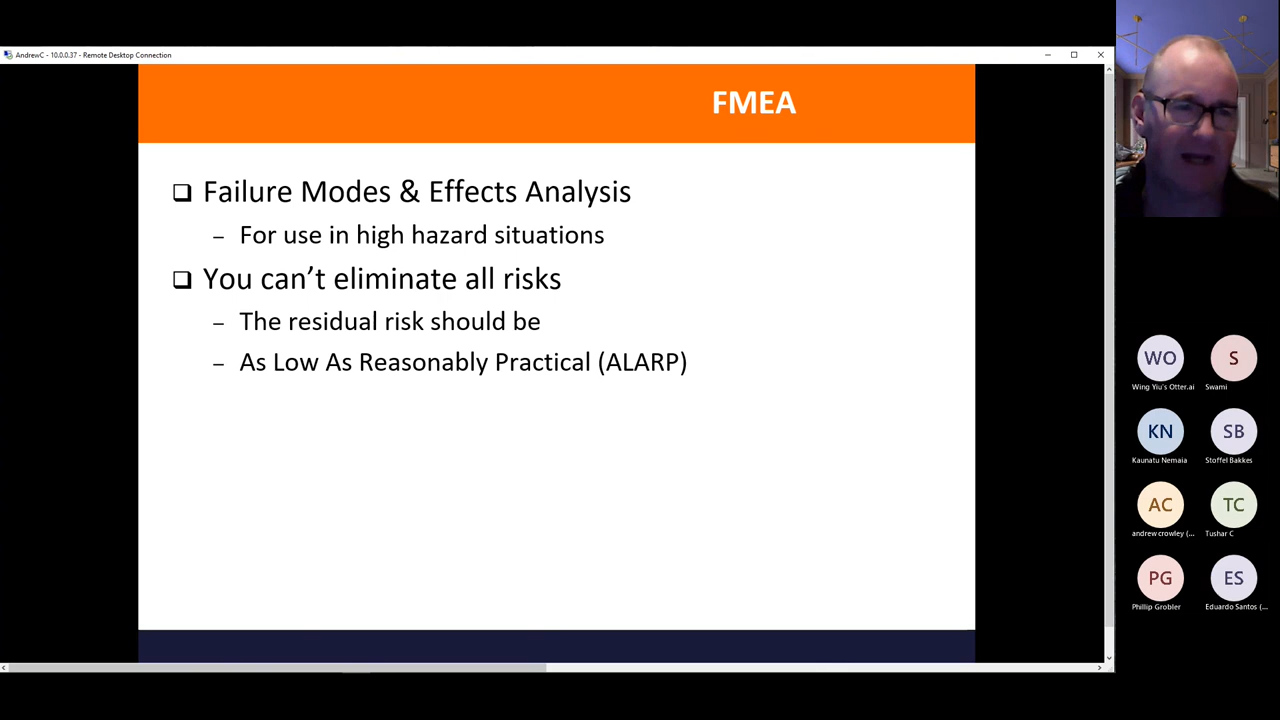 AndrewC - 10.0.0.37 - Remote Desktop Connection
FMEA
Failure Modes & Effects Analysis
– For use in high hazard situations
You can’t eliminate all risks
– The residual risk should be
– As Low As Reasonably Practical (ALARP)
WO
S
Wing Yiu's Otter.ai
Swami
KN
SB
Kaunatu Nemaia
Stoffel Bakkes
AC
TC
andrew crowley (...
Tushar C
PG
ES
Phillip Grobler
Eduardo Santos (...